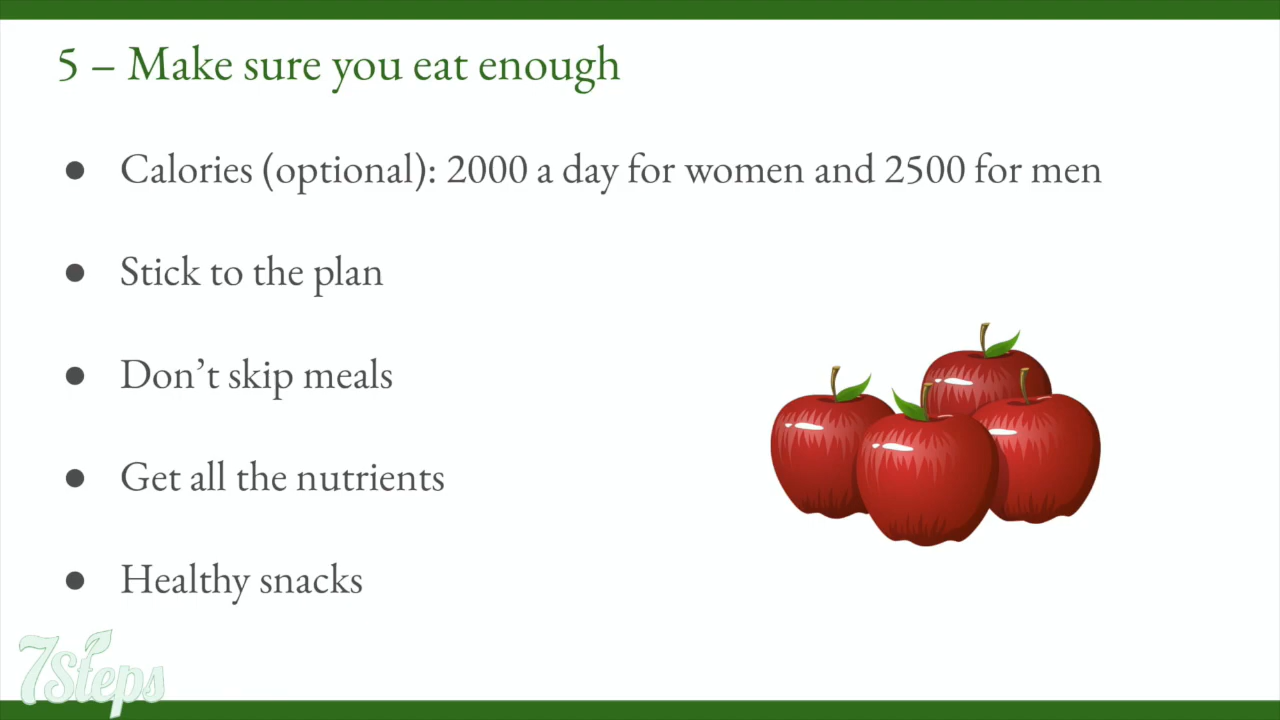 5 – Make sure you eat enough
● Calories (optional): 2000 a day for women and 2500 for men
● Stick to the plan
● Don’t skip meals
● Get all the nutrients
● Healthy snacks
7Steps